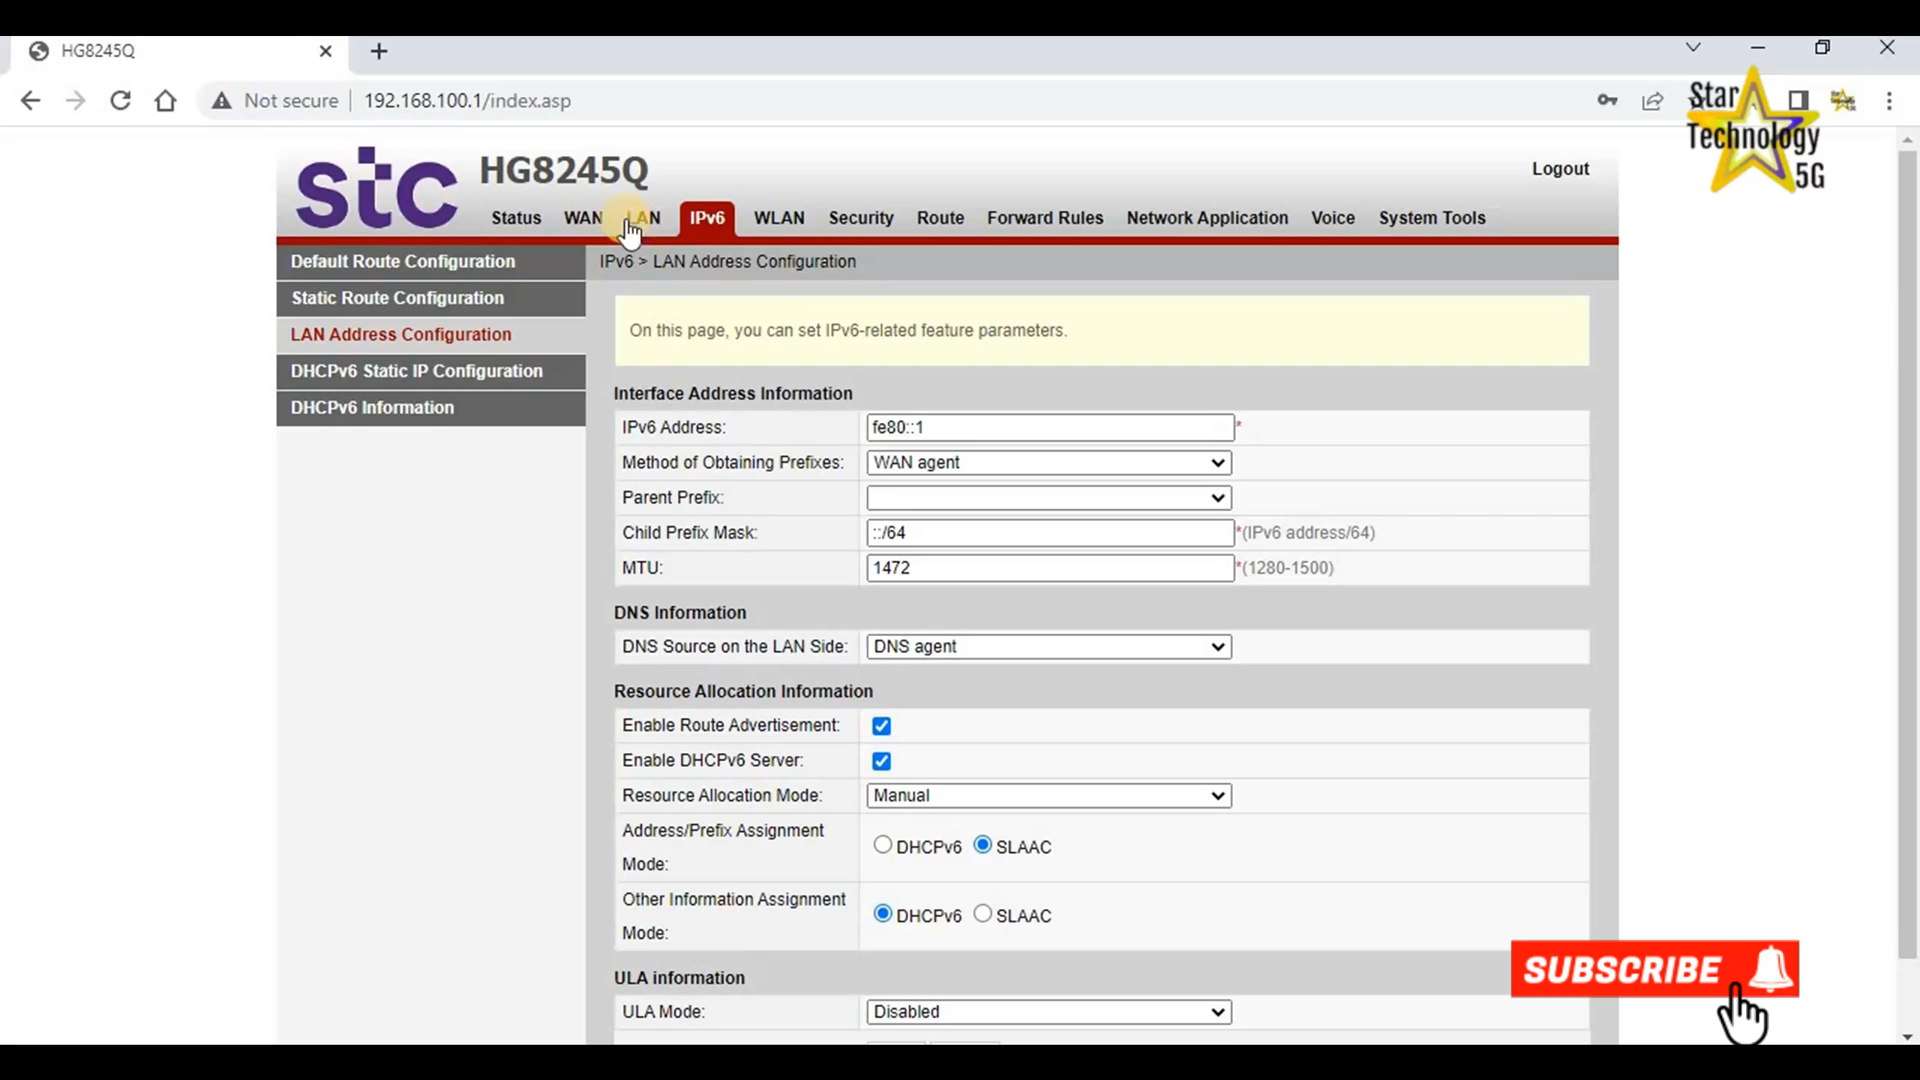 HG8245Q
Not secure
192.168.100.1/index.asp
Star
Technology
5G
stc
HG8245Q
Logout
Status WAN LAN IPv6 WLAN Security Route Forward Rules Network Application Voice System Tools
Default Route Configuration
Static Route Configuration
LAN Address Configuration
DHCPv6 Static IP Configuration
DHCPv6 Information
IPv6 > LAN Address Configuration
On this page, you can set IPv6-related feature parameters.
Interface Address Information
IPv6 Address: fe80::1 *
Method of Obtaining Prefixes: WAN agent
Parent Prefix:
Child Prefix Mask: ::/64 *(IPv6 address/64)
MTU: 1472 *(1280-1500)
DNS Information
DNS Source on the LAN Side: DNS agent
Resource Allocation Information
Enable Route Advertisement:
Enable DHCPv6 Server:
Resource Allocation Mode: Manual
Address/Prefix Assignment
Mode:
DHCPv6 SLAAC
Other Information Assignment
Mode:
DHCPv6 SLAAC
ULA information
ULA Mode: Disabled
SUBSCRIBE